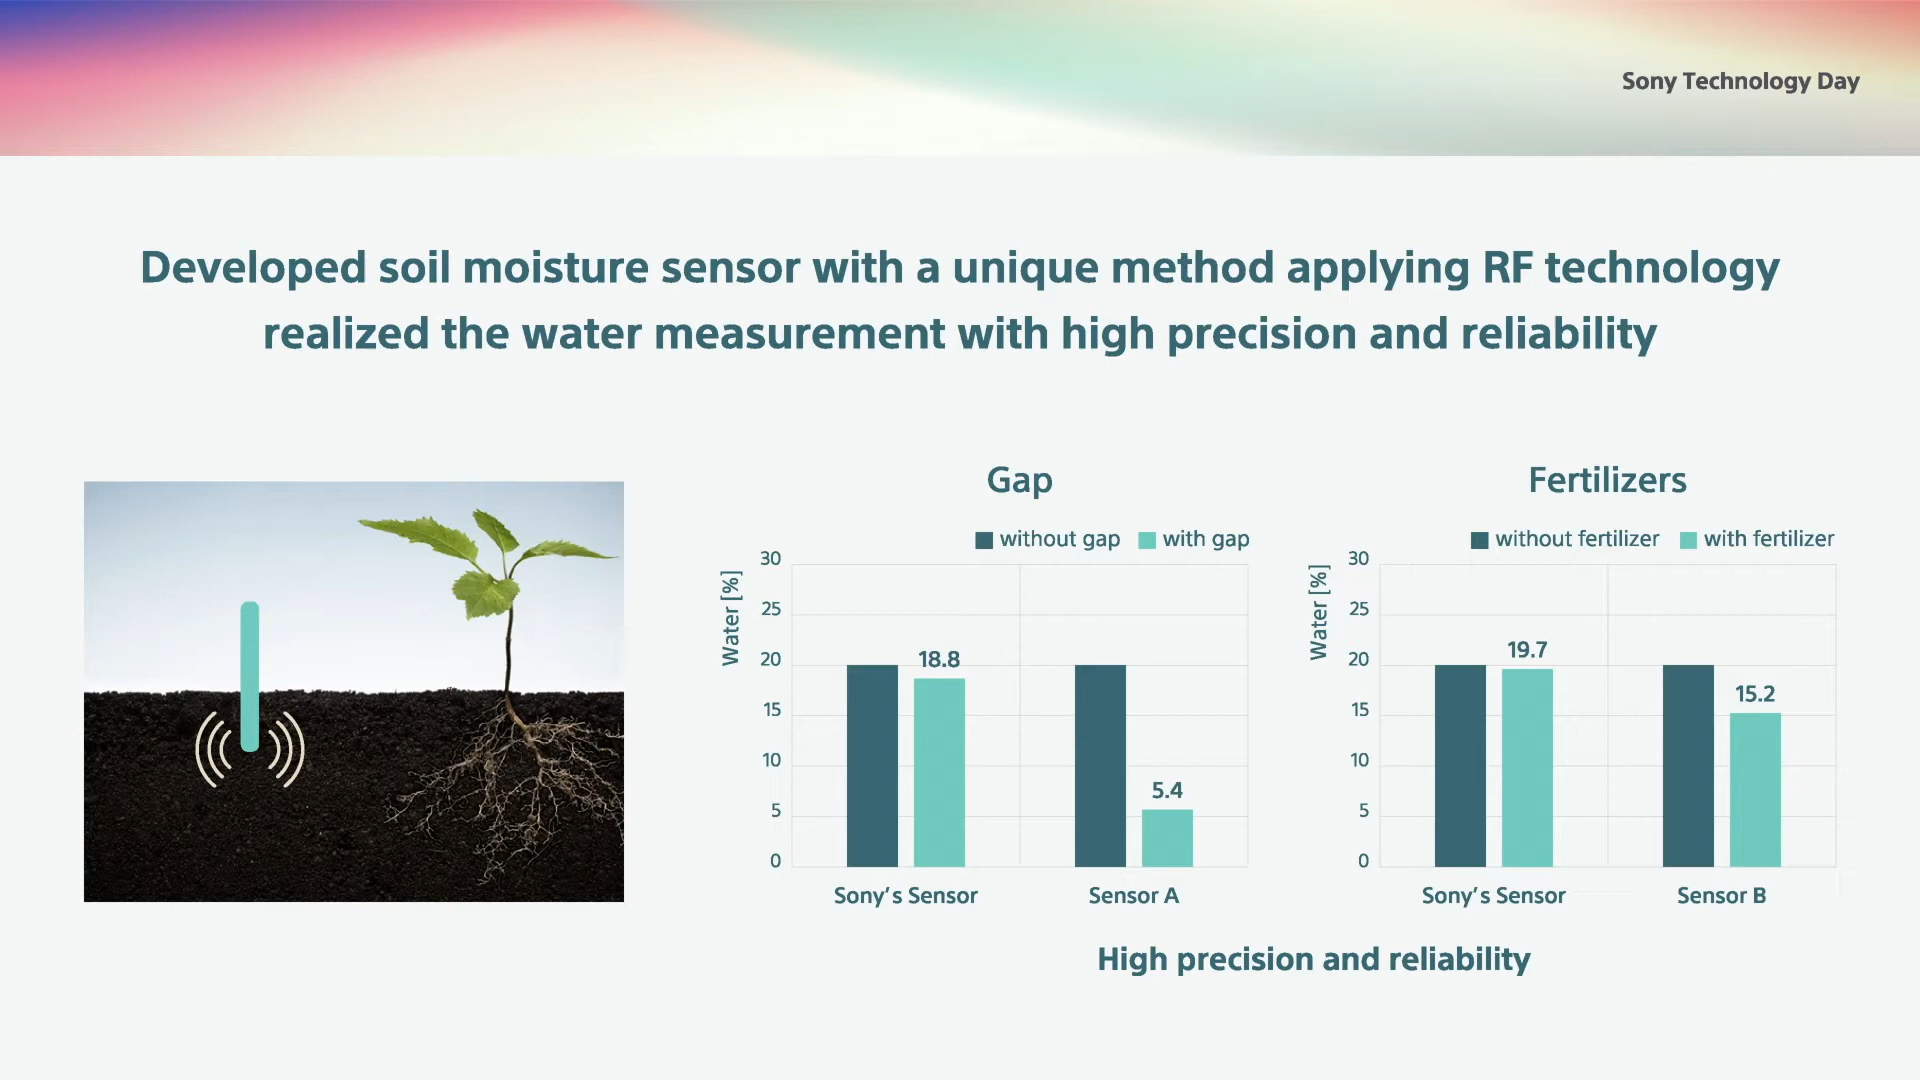 Sony Technology Day
Developed soil moisture sensor with a unique method applying RF technology
realized the water measurement with high precision and reliability
Gap
without gap with gap
Water [%]
30
25
20
15
10
5
0
18.8
5.4
Sony's Sensor
Sensor A
Fertilizers
without fertilizer with fertilizer
Water [%]
30
25
20
15
10
5
0
19.7
15.2
Sony's Sensor
Sensor B
High precision and reliability